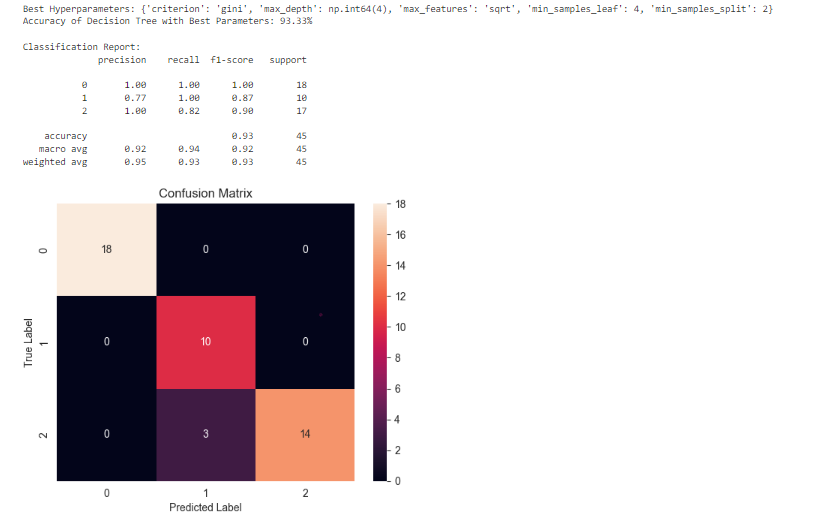 Best Hyperparameters: {'criterion': 'gini', 'max_depth': np.int64(4), 'max_features': 'sqrt', 'min_samples_leaf': 4, 'min_samples_split': 2}
Accuracy of Decision Tree with Best Parameters: 93.33%
Classification Report:
precision recall f1-score support
0 1.00 1.00 1.00 18
1 0.77 1.00 0.87 10
2 1.00 0.82 0.90 17
accuracy 0.93 45
macro avg 0.92 0.94 0.92 45
weighted avg 0.95 0.93 0.93 45
Confusion Matrix
18
16
14
12
10
8
6
4
2
0
True Label
0
1
2
18 0 0
0 10 0
0 3 14
0 1 2
Predicted Label